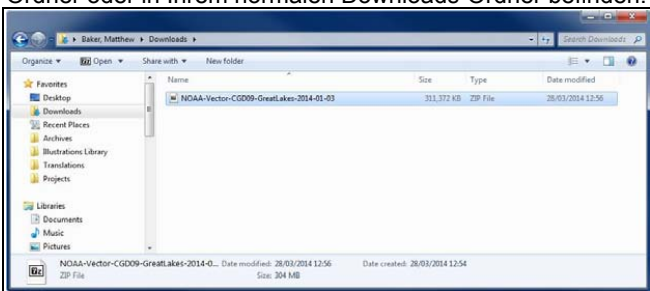 Ordner oder in Ihrem normalen Downloads-Ordner befinden.
Baker, Matthew ▸ Downloads ▸
Search Downloads
Organize ▾ Open ▾ Share with ▾ New folder
Name Size Type Date modified
Favorites
Desktop
Downloads
Recent Places
Archives
Illustrations Library
Translations
Projects
Libraries
Documents
Music
Pictures
NOAA-Vector-CGD09-GreatLakes-2014-01-03 311,372 KB ZIP File 28/03/2014 12:56
NOAA-Vector-CGD09-GreatLakes-2014-0... Date modified: 28/03/2014 12:56 Date created: 28/03/2014 12:54
ZIP File Size: 304 MB